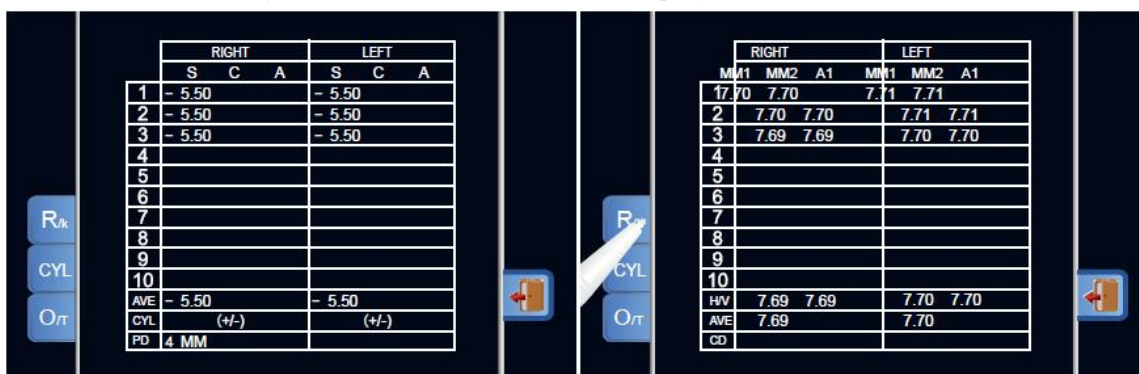 RIGHT LEFT
S C A S C A
1 - 5.50 - 5.50
2 - 5.50 - 5.50
3 - 5.50 - 5.50
4
5
6
7
8
9
10
AVE - 5.50 - 5.50
CYL (+/-) (+/-)
PD 4 MM
R/k
CYL
O/T
RIGHT LEFT
MM1 MM2 A1 MM1 MM2 A1
1 7.70 7.70 7.71 7.71
2 7.70 7.70 7.71 7.71
3 7.69 7.69 7.70 7.70
4
5
6
7
8
9
10
H/V 7.69 7.69 7.70 7.70
AVE 7.69 7.70
CD
CYL
O/T